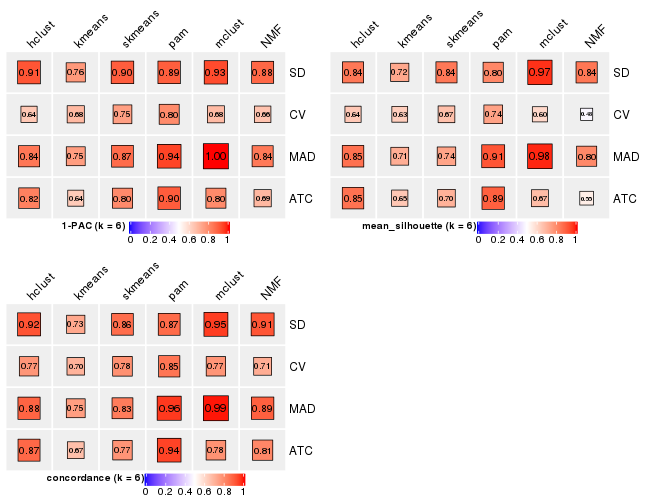 hclust kmeans skmeans pam mclust NMF
0.91 0.76 0.90 0.89 0.93 0.88 SD
0.64 0.68 0.75 0.80 0.68 0.66 CV
0.84 0.75 0.87 0.94 1.00 0.84 MAD
0.82 0.64 0.80 0.90 0.80 0.69 ATC
1-PAC (k = 6)
0 0.2 0.4 0.6 0.8 1
hclust kmeans skmeans pam mclust NMF
0.84 0.72 0.84 0.80 0.97 0.84 SD
0.64 0.63 0.67 0.74 0.60 0.48 CV
0.85 0.71 0.74 0.91 0.98 0.80 MAD
0.85 0.65 0.70 0.89 0.67 0.55 ATC
mean_silhouette (k = 6)
0 0.2 0.4 0.6 0.8 1
hclust kmeans skmeans pam mclust NMF
0.92 0.73 0.86 0.87 0.95 0.91 SD
0.77 0.70 0.78 0.85 0.77 0.71 CV
0.88 0.75 0.83 0.96 0.99 0.89 MAD
0.87 0.67 0.77 0.94 0.78 0.81 ATC
concordance (k = 6)
0 0.2 0.4 0.6 0.8 1